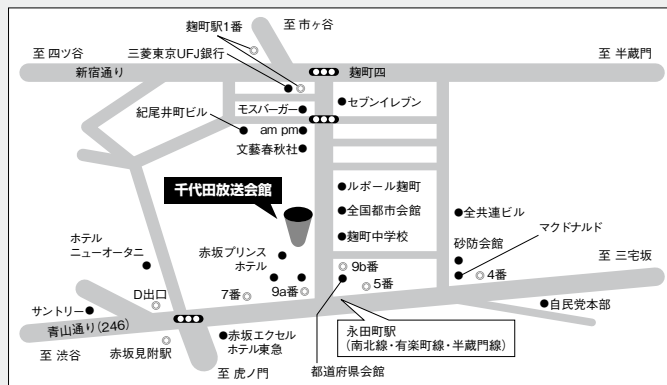 麹町駅1番
至 市ヶ谷
至 四ツ谷
三菱東京UFJ銀行
至 半蔵門
新宿通り
麹町四
モスバーガー
セブンイレブン
紀尾井町ビル
am pm
文藝春秋社
千代田放送会館
ルポール麹町
全国都市会館
全共連ビル
麹町中学校
マクドナルド
砂防会館
ホテル
ニューオータニ
赤坂プリンス
ホテル
至 三宅坂
9b番
4番
D出口
7番
9a番
5番
サントリー
自民党本部
青山通り(246)
永田町駅
(南北線・有楽町線・半蔵門線)
赤坂エクセル
ホテル東急
至 渋谷
赤坂見附駅
至 虎ノ門
都道府県会館